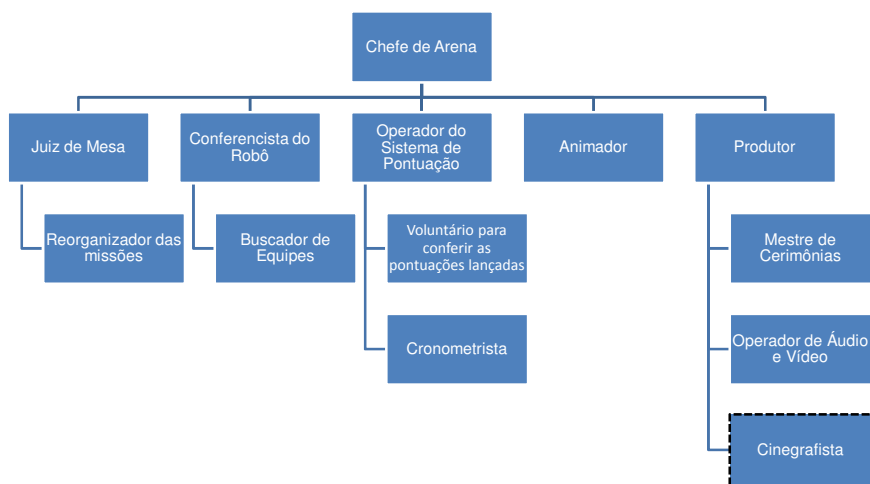 Chefe de Arena
Juiz de Mesa
Conferencista do
Robô
Operador do
Sistema de
Pontuação
Animador
Produtor
Reorganizador das
missões
Buscador de
Equipes
Voluntário para
conferir as
pontuações lançadas
Mestre de
Cerimônias
Cronometrista
Operador de Áudio
e Vídeo
Cinegrafista